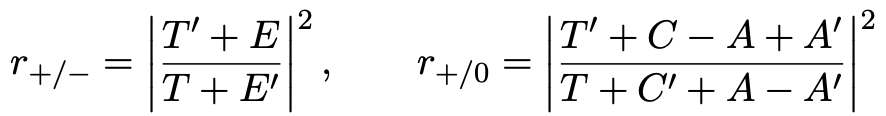 $r_{+/-} = \left| \frac{T' + E}{T + E'} \right|^2, \qquad r_{+/0} = \left| \frac{T' + C - A + A'}{T + C' + A - A'} \right|^2$